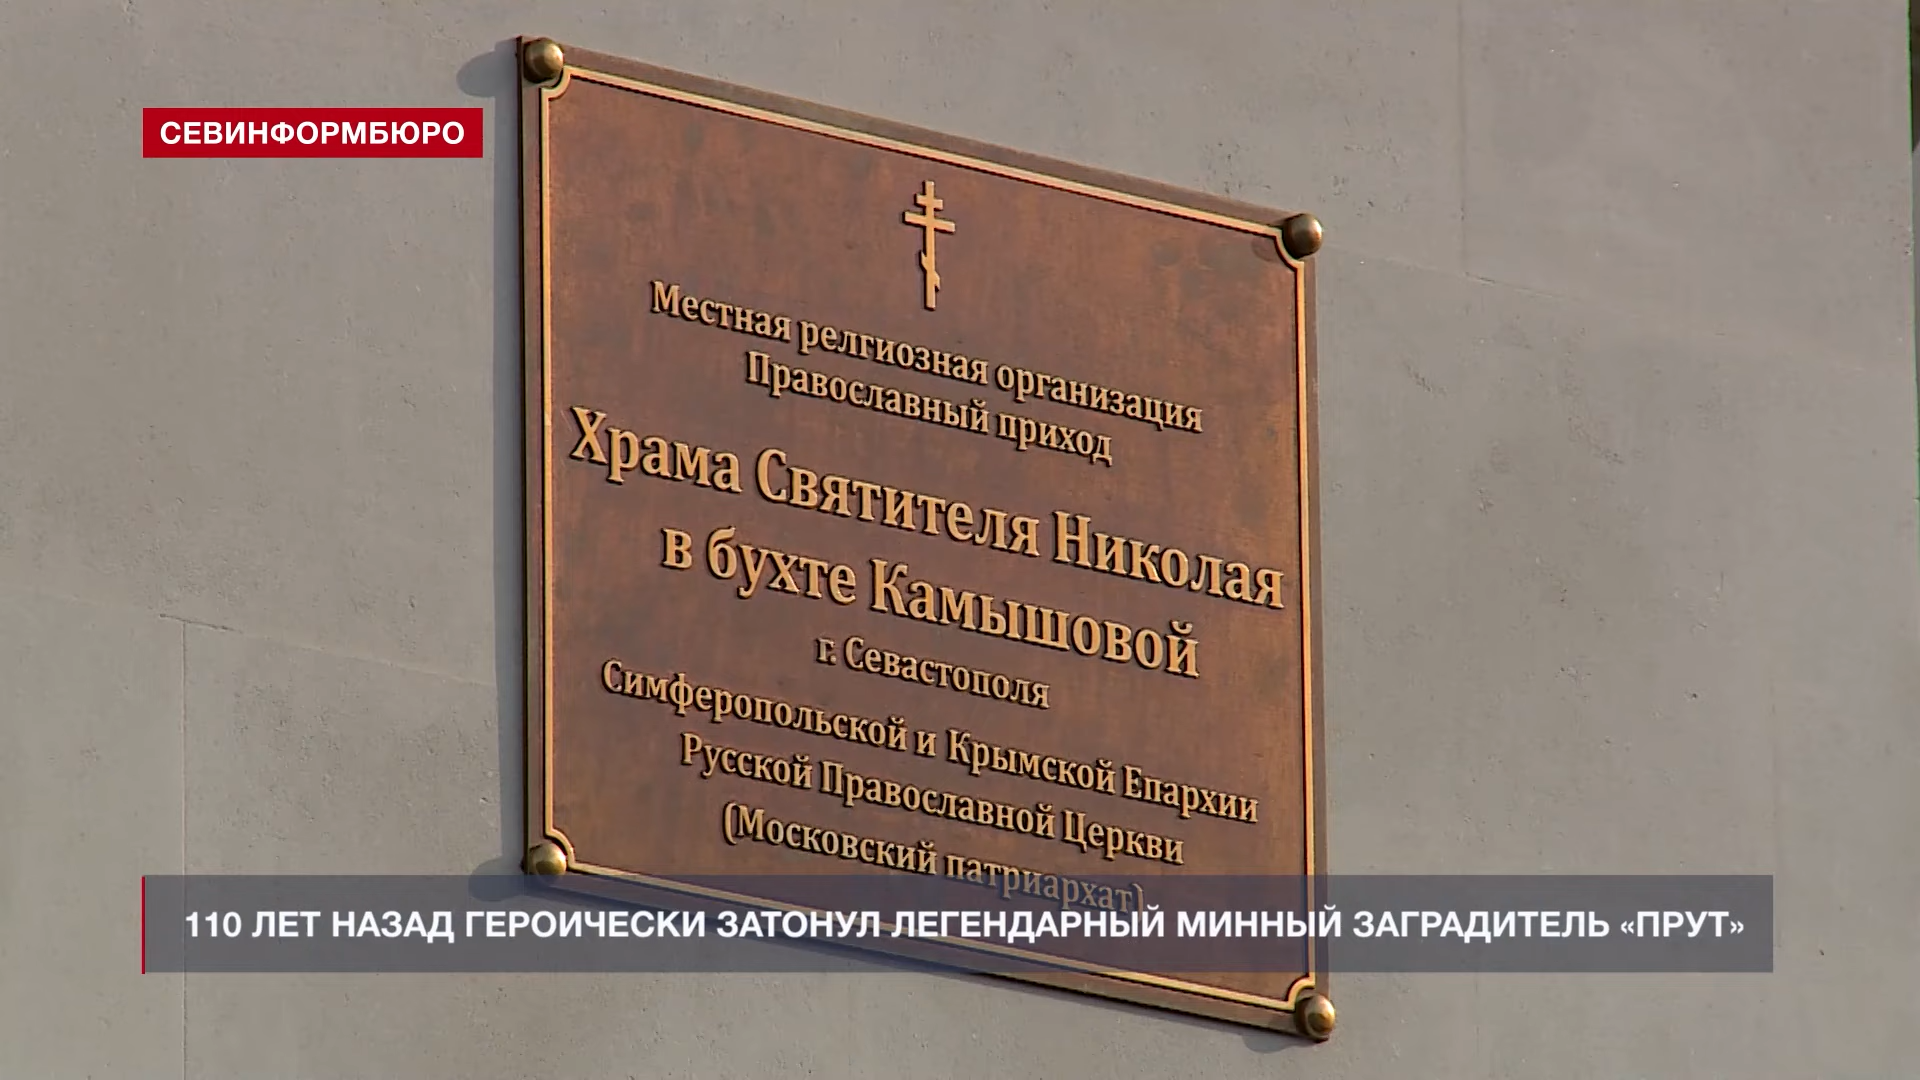 СЕВИНФОРМБЮРО
Местная релгиозная организация
Православный приход
Храма Святителя Николая
в бухте Камышовой
г. Севастополя
Симферопольской и Крымской Епархии
Русской Православной Церкви
(Московский патриархат)
110 ЛЕТ НАЗАД ГЕРОИЧЕСКИ ЗАТОНУЛ ЛЕГЕНДАРНЫЙ МИННЫЙ ЗАГРАДИТЕЛЬ «ПРУТ»